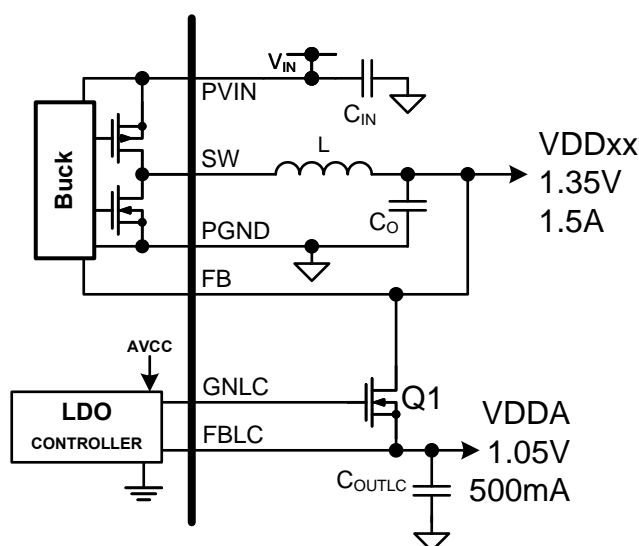 VIN
PVIN
CIN
Buck
SW
L
VDDxx
1.35V
1.5A
CO
PGND
FB
AVCC
GNLC
LDO
CONTROLLER
Q1
FBLC
VDDA
1.05V
500mA
COUTLC